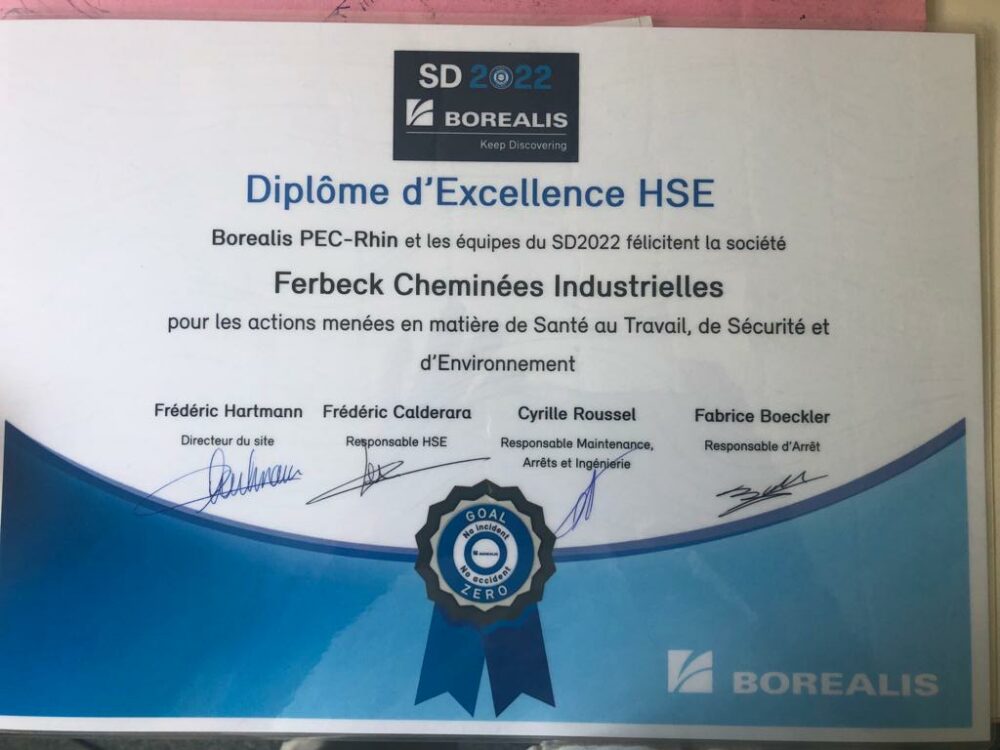 SD 2022
BOREALIS
Keep Discovering
Diplôme d'Excellence HSE
Borealis PEC-Rhin et les équipes du SD2022 félicitent la société
Ferbeck Cheminées Industrielles
pour les actions menées en matière de Santé au Travail, de Sécurité et
d'Environnement
Frédéric Hartmann Frédéric Calderara Cyrille Roussel Fabrice Boeckler
Directeur du site Responsable HSE Responsable Maintenance, Responsable d'Arrêt
Arrêts et Ingénierie
GOAL
No incident
BOREALIS
No accident
ZERO
BOREALIS